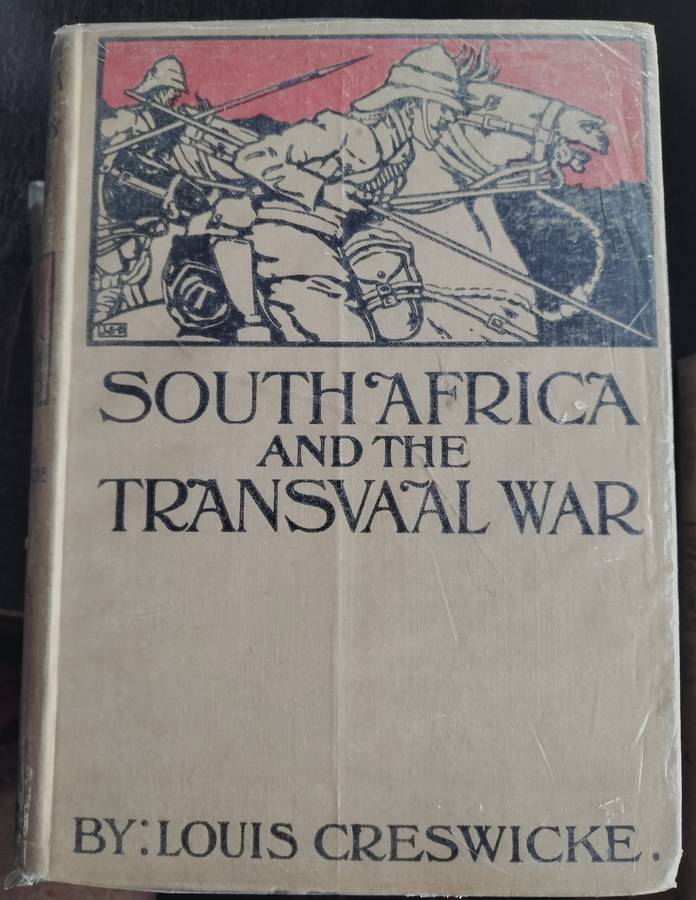 SOUTH AFRICA
AND THE
TRANSVAAL WAR
BY: LOUIS CRESWICKE.